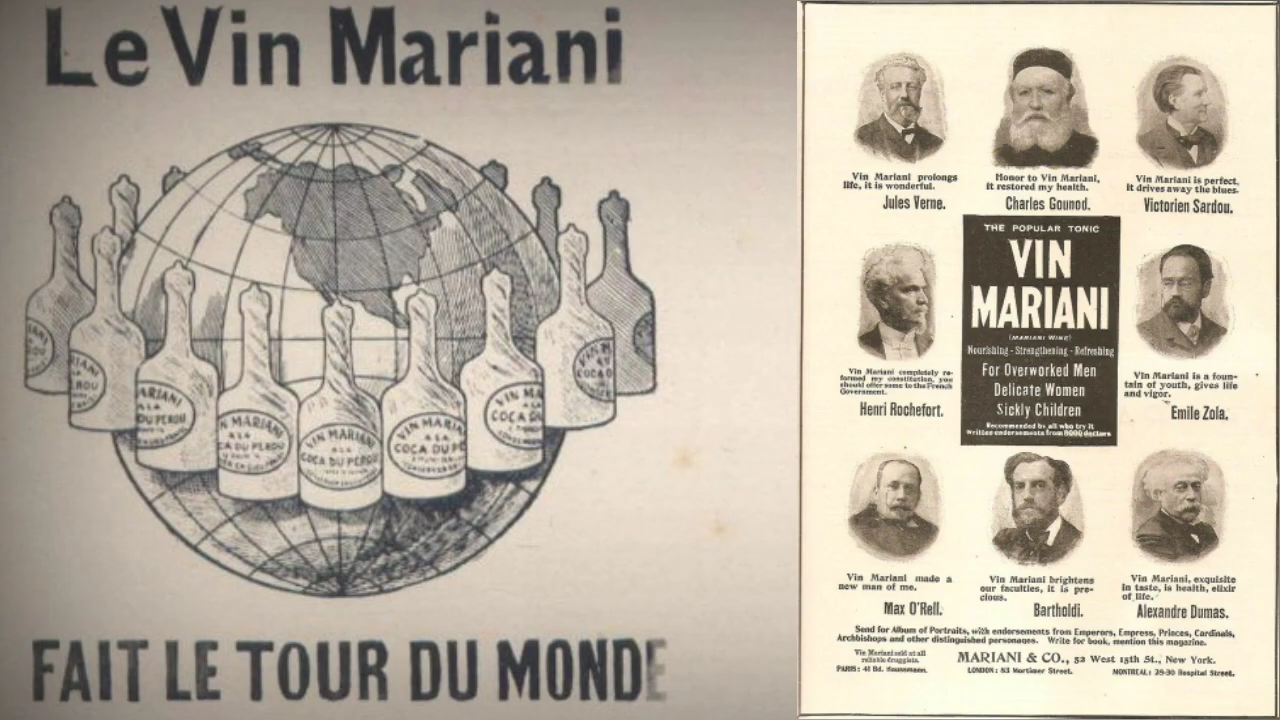 Le Vin Mariani
MARIANI
VIN MARIANI
VIN MARIANI
A LA
COCA DU PEROU
VIN MARIANI
A LA
FAIT LE TOUR DU MONDE
Vin Mariani prolongs
life, it is wonderful.
Jules Verne.
Honor to Vin Mariani,
it restored my health.
Charles Gounod.
Vin Mariani is perfect,
it drives away the blues.
Victorien Sardou.
THE POPULAR TONIC
VIN
MARIANI
(MARIANI WINE)
Nourishing - Strengthening - Refreshing
For Overworked Men
Delicate Women
Sickly Children
Recommended by all who try it
Written endorsements from 8000 doctors
Vin Mariani completely re-
formed my constitution, you
should offer some to the French
Government.
Henri Rochefort.
Vin Mariani is a foun-
tain of youth, gives life
and vigor.
Emile Zola.
Vin Mariani made a
new man of me.
Max O'Rell.
Vin Mariani brightens
our faculties, it is pre-
cious.
Bartholdi.
Vin Mariani, exquisite
in taste, is health, elixir
of life.
Alexandre Dumas.
Send for Album of Portraits, with endorsements from Emperors, Empress, Princes, Cardinals,
Archbishops and other distinguished personages. Write for book, mention this magazine.
Vin Mariani sold at all
reliable druggists.
MARIANI & CO., 52 West 15th St., New York.
PARIS: 41 Bd. Haussmann. LONDON: 83 Mortimer Street. MONTREAL: 28-30 Hospital Street.